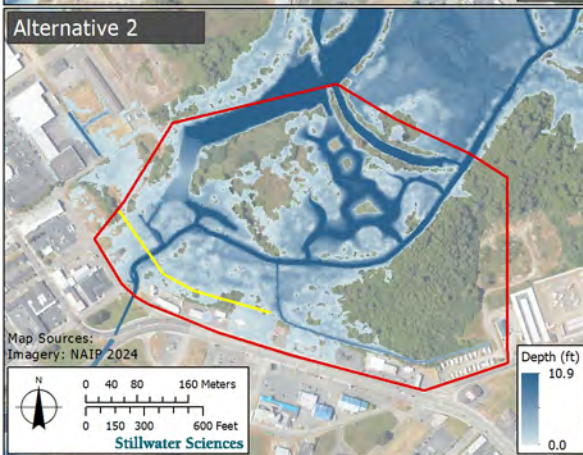 Alternative 2
Map Sources:
Imagery: NAIP 2024
N
0 40 80 160 Meters
0 150 300 600 Feet
Stillwater Sciences
Depth (ft)
10.9
0.0